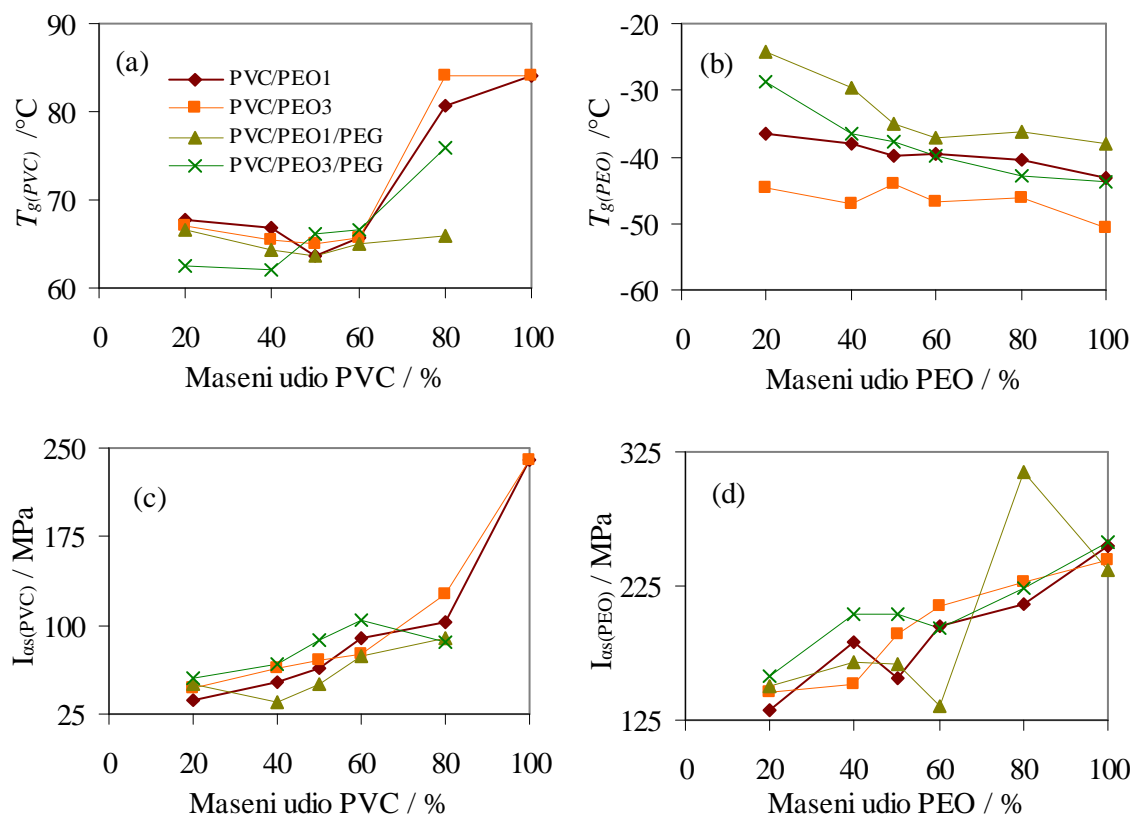 (a)
PVC/PEO1
PVC/PEO3
PVC/PEO1/PEG
PVC/PEO3/PEG
90
80
70
60
Tg(PVC) /°C
0 20 40 60 80 100
Maseni udio PVC / %
(b)
-20
-30
-40
-50
-60
Tg(PEO) /°C
0 20 40 60 80 100
Maseni udio PEO / %
(c)
250
175
100
25
Iαs(PVC) / MPa
0 20 40 60 80 100
Maseni udio PVC / %
(d)
325
225
125
Iαs(PEO) / MPa
0 20 40 60 80 100
Maseni udio PEO / %